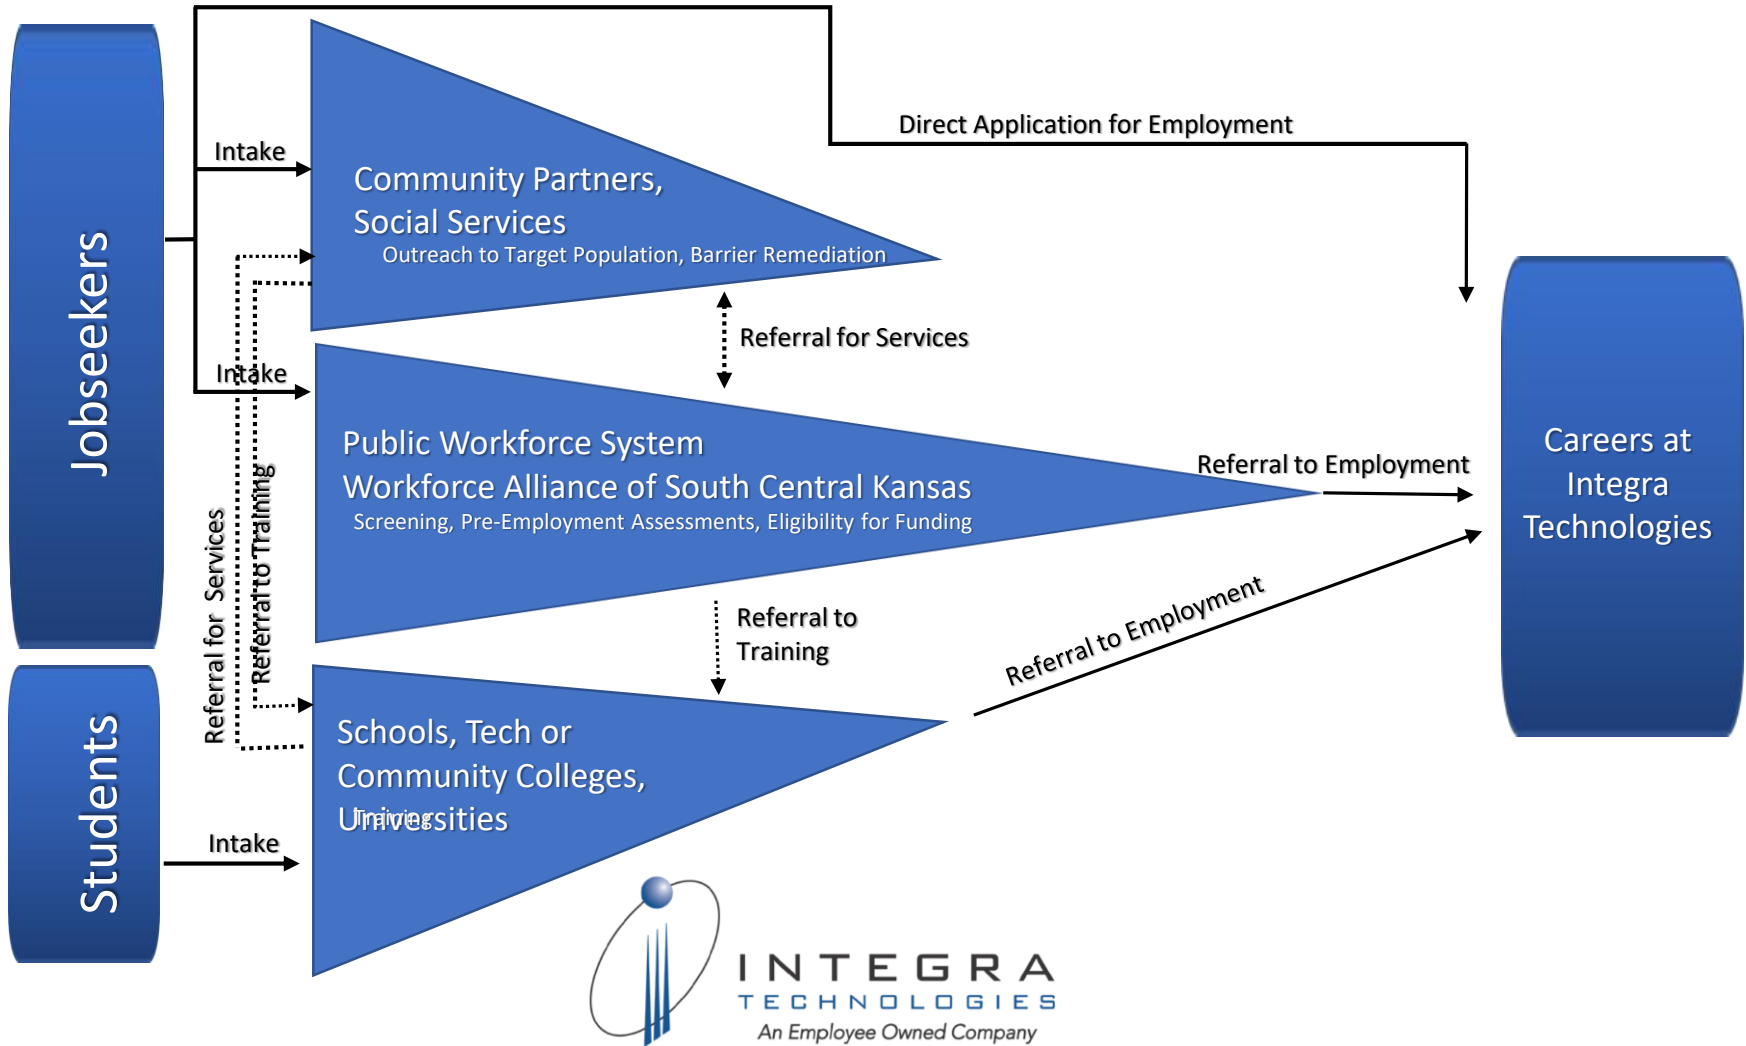 Jobseekers
Students
Direct Application for Employment
Intake
Community Partners,
Social Services
Outreach to Target Population, Barrier Remediation
Referral for Services
Intake
Public Workforce System
Workforce Alliance of South Central Kansas
Screening, Pre-Employment Assessments, Eligibility for Funding
Referral to Employment
Careers at
Integra
Technologies
Referral for Services
Referral to Training
Referral to
Training
Referral to Employment
Schools, Tech or
Community Colleges,
Universities
Training
Intake
INTEGRA
TECHNOLOGIES
An Employee Owned Company